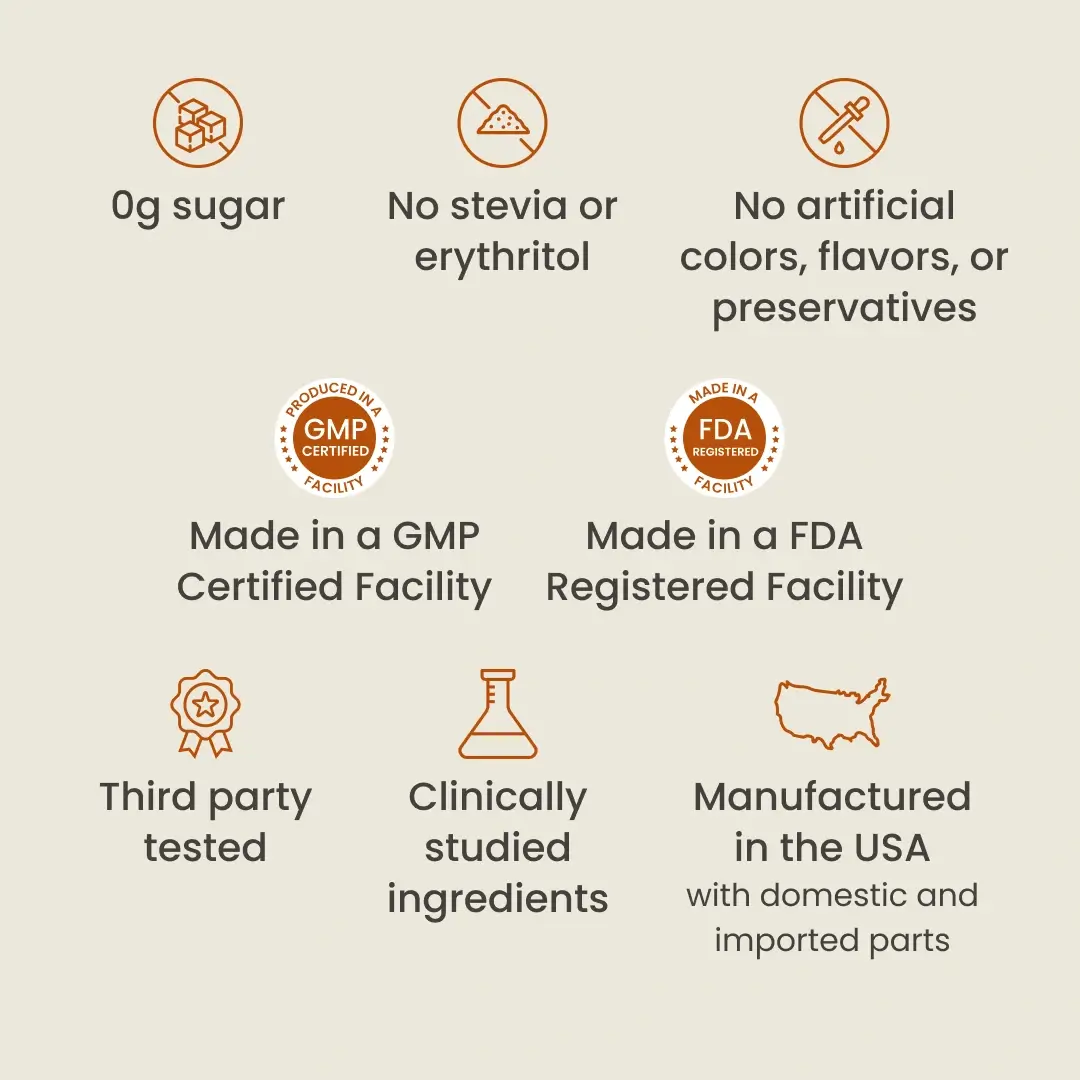 0g sugar
No stevia or
erythritol
No artificial
colors, flavors, or
preservatives
PRODUCED IN A
GMP
CERTIFIED
FACILITY
Made in a GMP
Certified Facility
MADE IN A
FDA
REGISTERED
FACILITY
Made in a FDA
Registered Facility
Third party
tested
Clinically
studied
ingredients
Manufactured
in the USA
with domestic and
imported parts